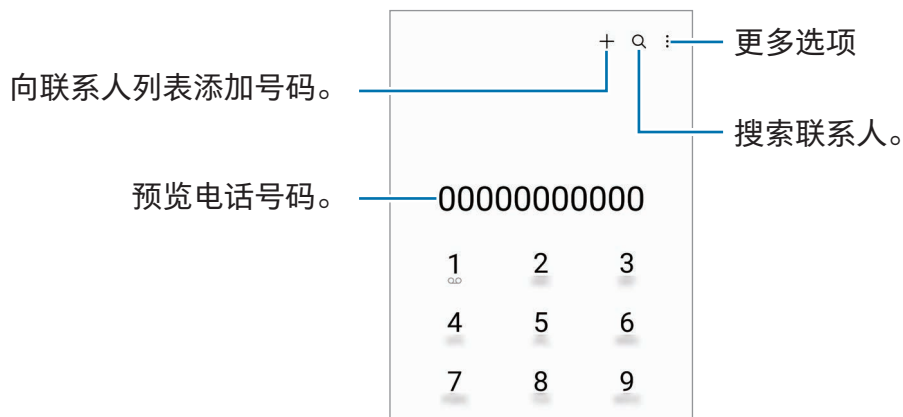 更多选项
向联系人列表添加号码。
搜索联系人。
预览电话号码。
00000000000
1 2 3
4 5 6
7 8 9